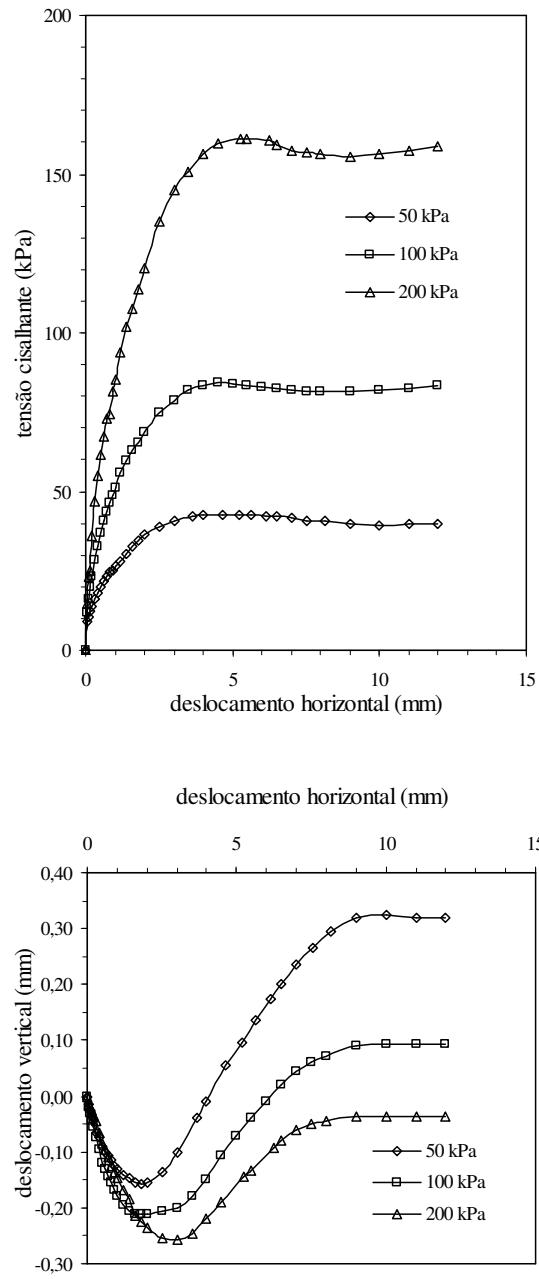 200
150
100
50
0
tensão cisalhante (kPa)
50 kPa
100 kPa
200 kPa
0 5 10 15
deslocamento horizontal (mm)
deslocamento horizontal (mm)
0 5 10 15
0,40
0,30
0,20
0,10
0,00
-0,10
-0,20
-0,30
deslocamento vertical (mm)
50 kPa
100 kPa
200 kPa